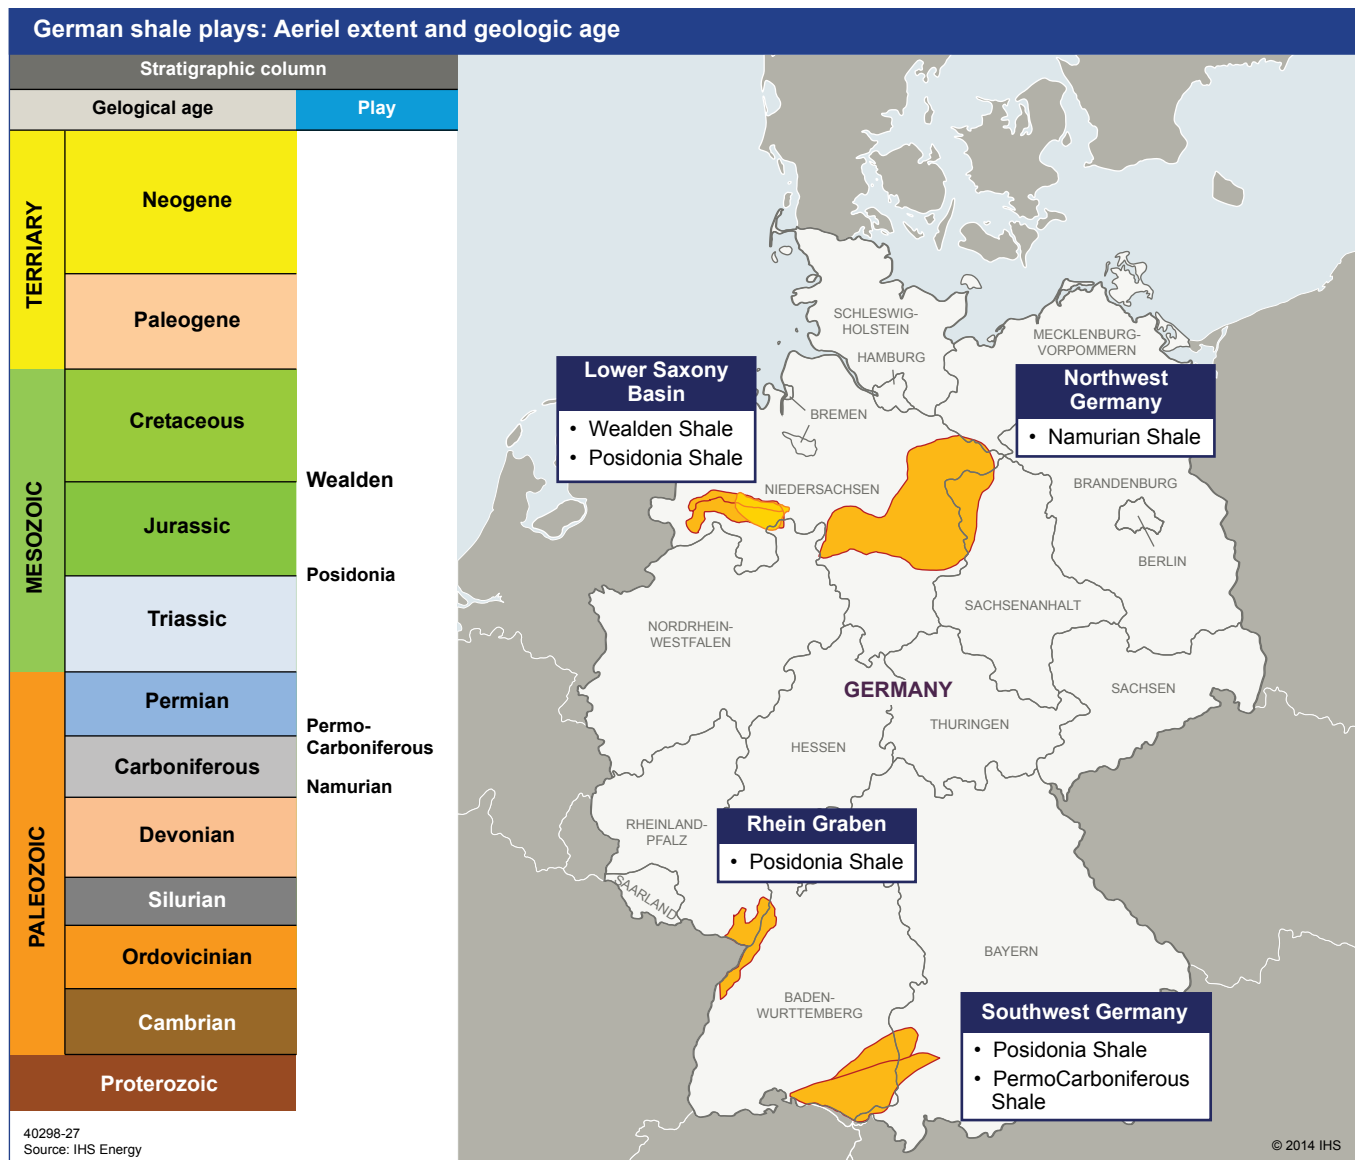 German shale plays: Aeriel extent and geologic age
Stratigraphic column
Gelological age
Play
TERRIARY
Neogene
Paleogene
MESOZOIC
Cretaceous
Jurassic
Triassic
PALEOZOIC
Permian
Carboniferous
Devonian
Silurian
Ordovicinian
Cambrian
Proterozoic
Wealden
Posidonia
Permo-
Carboniferous
Namurian
SCHLESWIG-
HOLSTEIN
HAMBURG
MECKLENBURG-
VORPOMMERN
Lower Saxony
Basin
• Wealden Shale
• Posidonia Shale
BREMEN
Northwest
Germany
• Namurian Shale
NIEDERSACHSEN
BRANDENBURG
BERLIN
SACHSENANHALT
NORDRHEIN-
WESTFALEN
GERMANY
SACHSEN
THURINGEN
HESSEN
RHEINLAND-
PFALZ
SAARLAND
Rhein Graben
• Posidonia Shale
BAYERN
BADEN-
WURTTEMBERG
Southwest Germany
• Posidonia Shale
• PermoCarboniferous
Shale
40298-27
Source: IHS Energy
© 2014 IHS